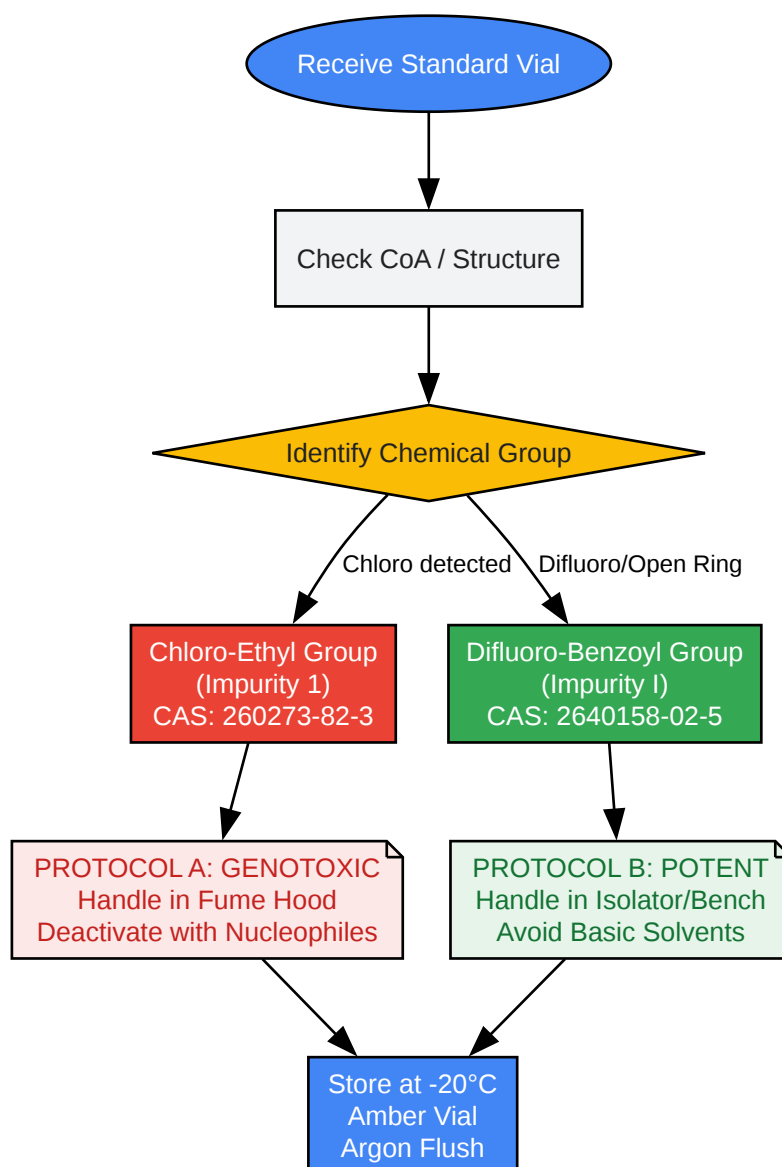 Receive Standard Vial
Check CoA / Structure
Identify Chemical Group
Chloro detected
Difluoro/Open Ring
Chloro-Ethyl Group
(Impurity 1)
CAS: 260273-82-3
Difluoro-Benzoyl Group
(Impurity I)
CAS: 2640158-02-5
PROTOCOL A: GENOTOXIC
Handle in Fume Hood
Deactivate with Nucleophiles
PROTOCOL B: POTENT
Handle in Isolator/Bench
Avoid Basic Solvents
Store at -20°C
Amber Vial
Argon Flush